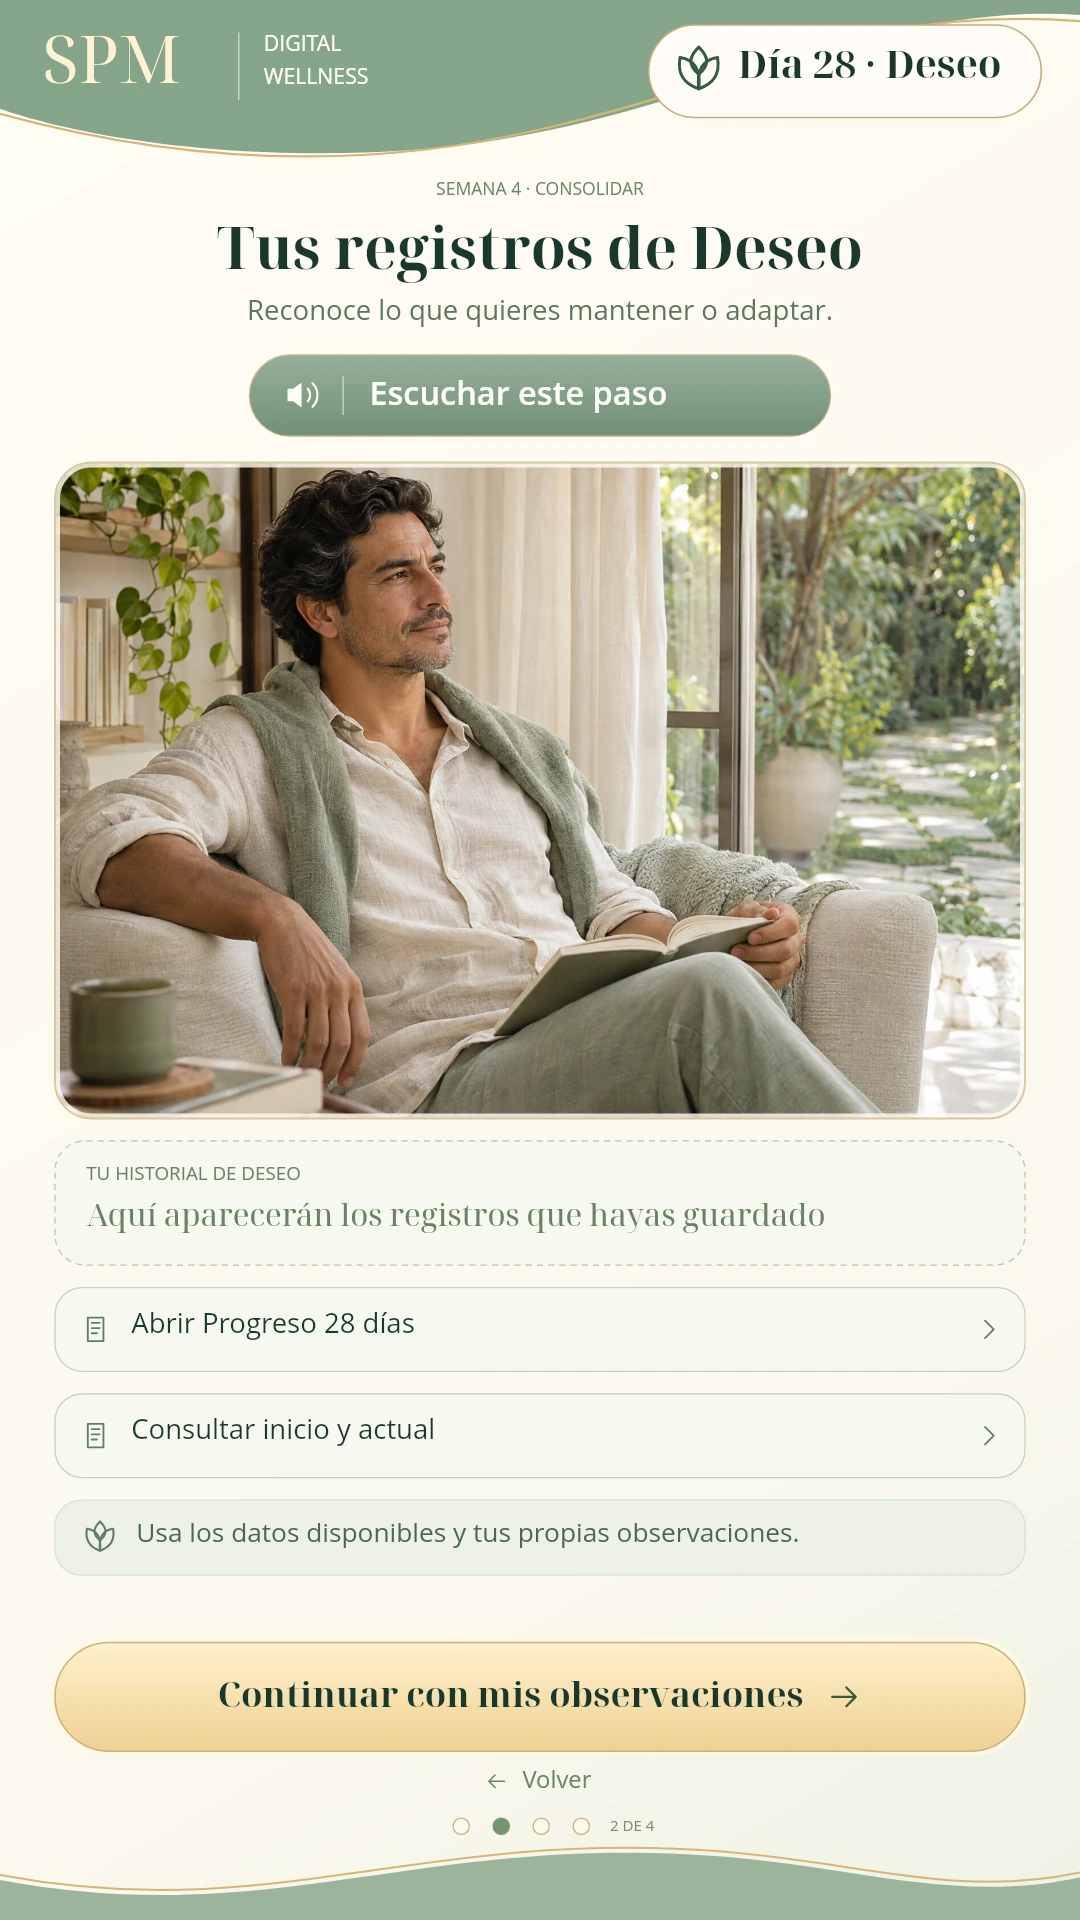 SPM
DIGITAL
WELLNESS
Día 28 · Deseo
SEMANA 4 · CONSOLIDAR
Tus registros de Deseo
Reconoce lo que quieres mantener o adaptar.
Escuchar este paso
TU HISTORIAL DE DESEO
Aquí aparecerán los registros que hayas guardado
Abrir Progreso 28 días
Consultar inicio y actual
Usa los datos disponibles y tus propias observaciones.
Continuar con mis observaciones →
← Volver
2 DE 4